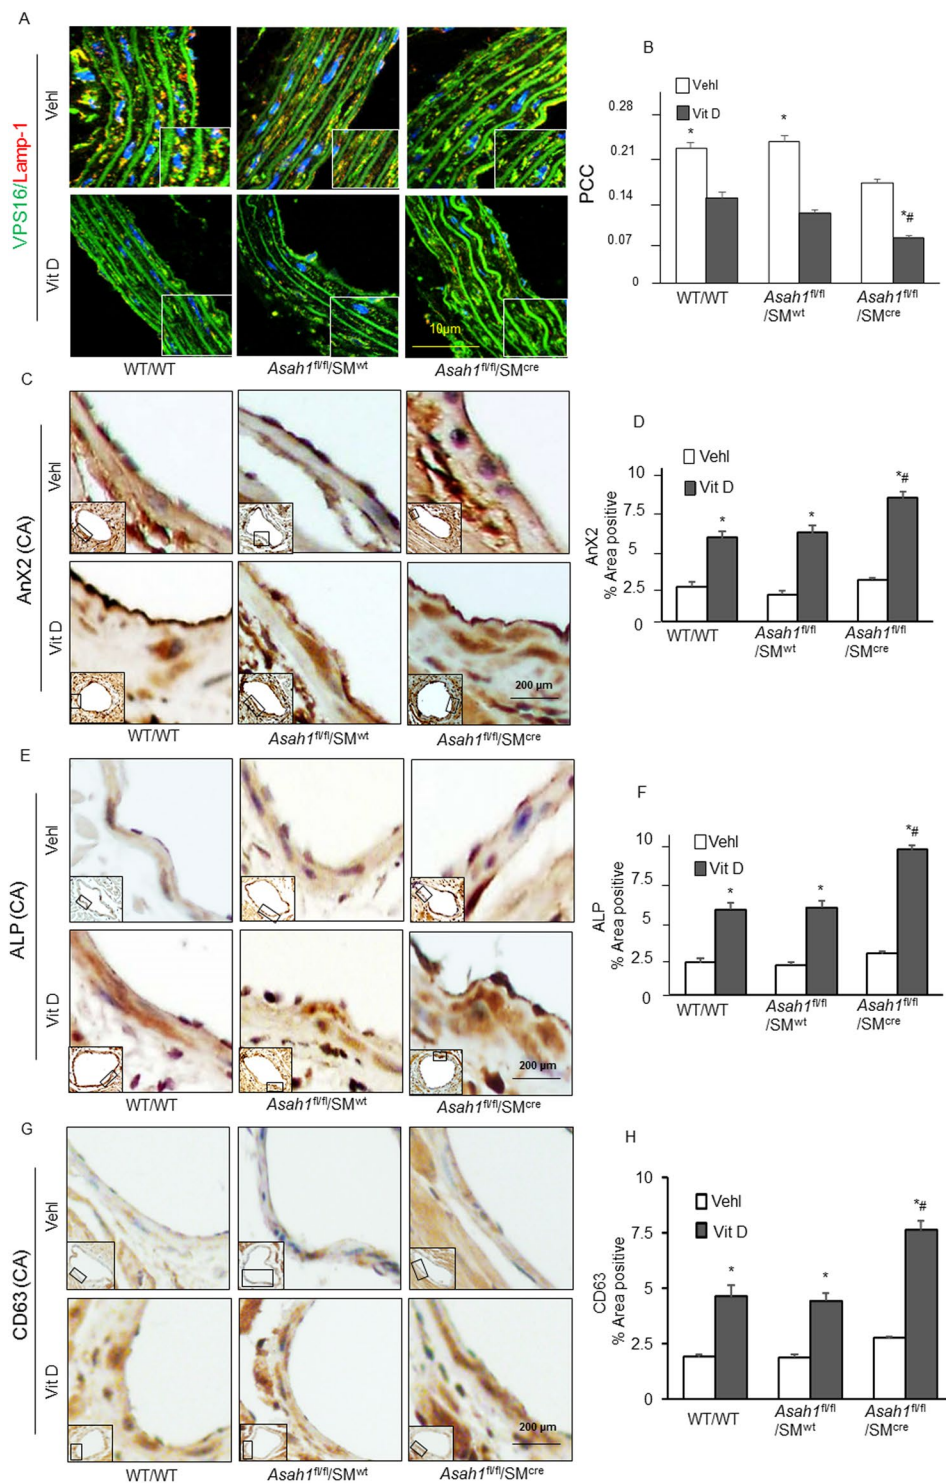 A
VPS16/Lamp-1
Vehl
Vit D
10µm
WT/WT
Asah1fl/fl/SMwt
Asah1fl/fl/SMcre
B
Vehl
Vit D
PCC
0.28
0.21
0.14
0.07
0
*
*
*#
WT/WT
Asah1fl/fl
/SMwt
Asah1fl/fl
/SMcre
C
AnX2 (CA)
Vehl
Vit D
200 µm
WT/WT
Asah1fl/fl/SMwt
Asah1fl/fl/SMcre
D
Vehl
Vit D
AnX2
% Area positive
10
5
2.5
0
*
*
*#
WT/WT
Asah1fl/fl
/SMwt
Asah1fl/fl
/SMcre
E
ALP (CA)
Vehl
Vit D
200 µm
WT/WT
Asah1fl/fl/SMwt
Asah1fl/fl/SMcre
F
Vehl
Vit D
ALP
% Area positive
10
5
2.5
0
*
*
*#
WT/WT
Asah1fl/fl
/SMwt
Asah1fl/fl
/SMcre
G
CD63 (CA)
Vehl
Vit D
200 µm
WT/WT
Asah1fl/fl/SMwt
Asah1fl/fl/SMcre
H
Vehl
Vit D
CD63
% Area positive
10
7.5
5
2.5
0
*
*
*#
WT/WT
Asah1fl/fl
/SMwt
Asah1fl/fl
/SMcre